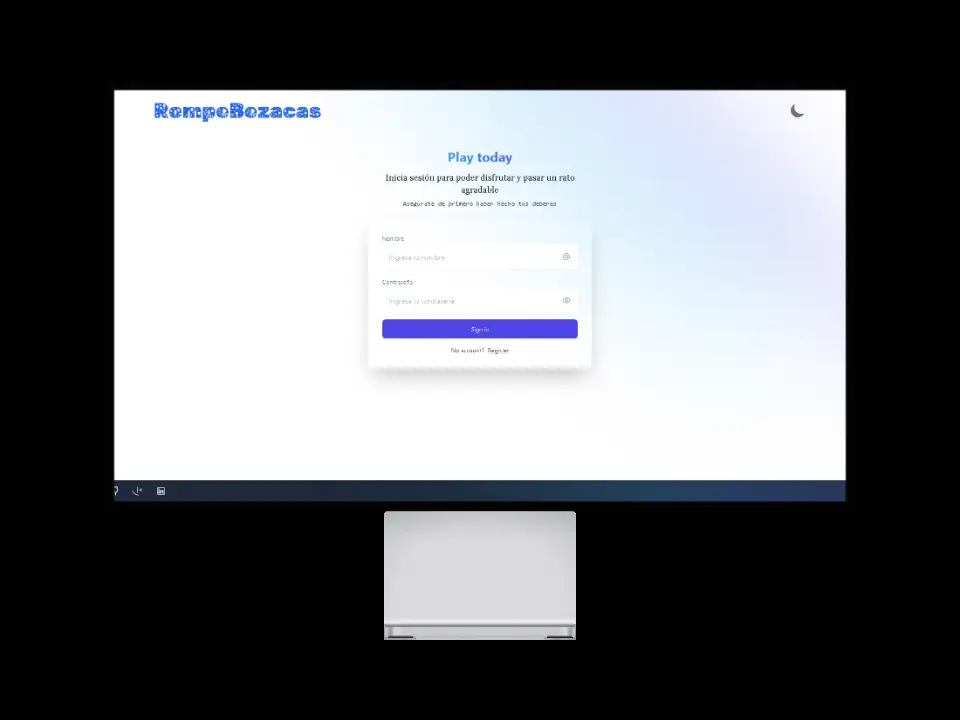 RompeBozacas
Play today
Inicia sesión para poder disfrutar y pasar un rato
agradable
Asegurate de primero haber hecho tus deberes
Nombre
Ingresa tu nombre
Contraseña
Ingresa tu contraseña
Sign in
No account? Register